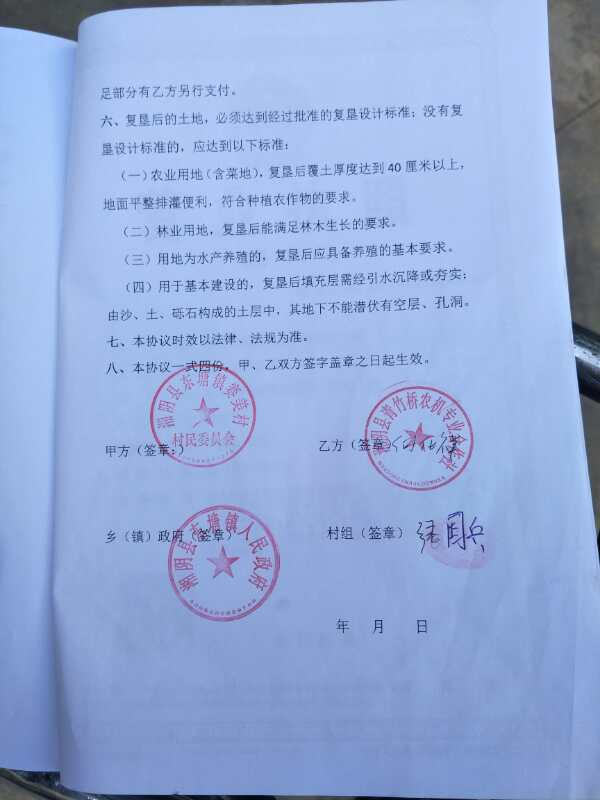 足部分有乙方另行支付。
六、复垦后的土地，必须达到经过批准的复垦设计标准；没有复
垦设计标准的，应达到以下标准：
（一）农业用地（含菜地），复垦后覆土厚度达到 40 厘米以上，
地面平整排灌便利，符合种植农作物的要求。
（二）林业用地，复垦后能满足林木生长的要求。
（三）用地为水产养殖的，复垦后应具备养殖的基本要求。
（四）用于基本建设的，复垦后填充层需经引水沉降或夯实；
由沙、土、砾石构成的土层中，其地下不能潜伏有空层、孔洞。
七、本协议时效以法律、法规为准。
八、本协议一式四份，甲、乙双方签字盖章之日起生效。
湘阴县东塘镇娄美村
村民委员会
甲方（签章：）
湘阴县清竹桥农机专业合作社
乙方（签章）
湘阴县东塘镇人民政府
乡（镇）政府（签章）
村组（签章）
年 月 日